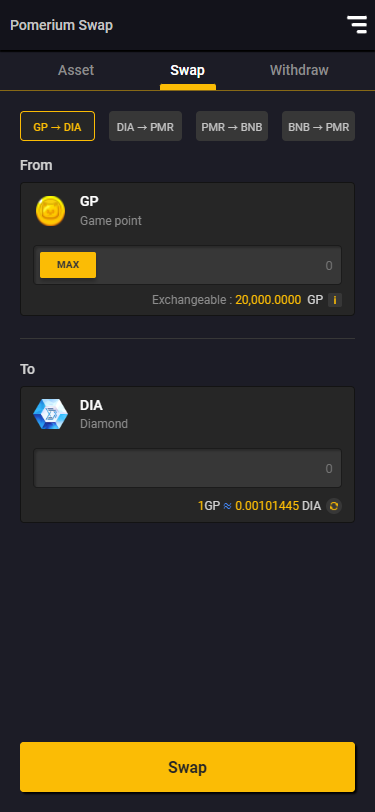 Pomerium Swap
Asset Swap Withdraw
GP → DIA DIA → PMR PMR → BNB BNB → PMR
From
GP
Game point
MAX 0
Exchangeable : 20,000.0000 GP i
To
DIA
Diamond
0
1GP ≈ 0.00101445 DIA
Swap